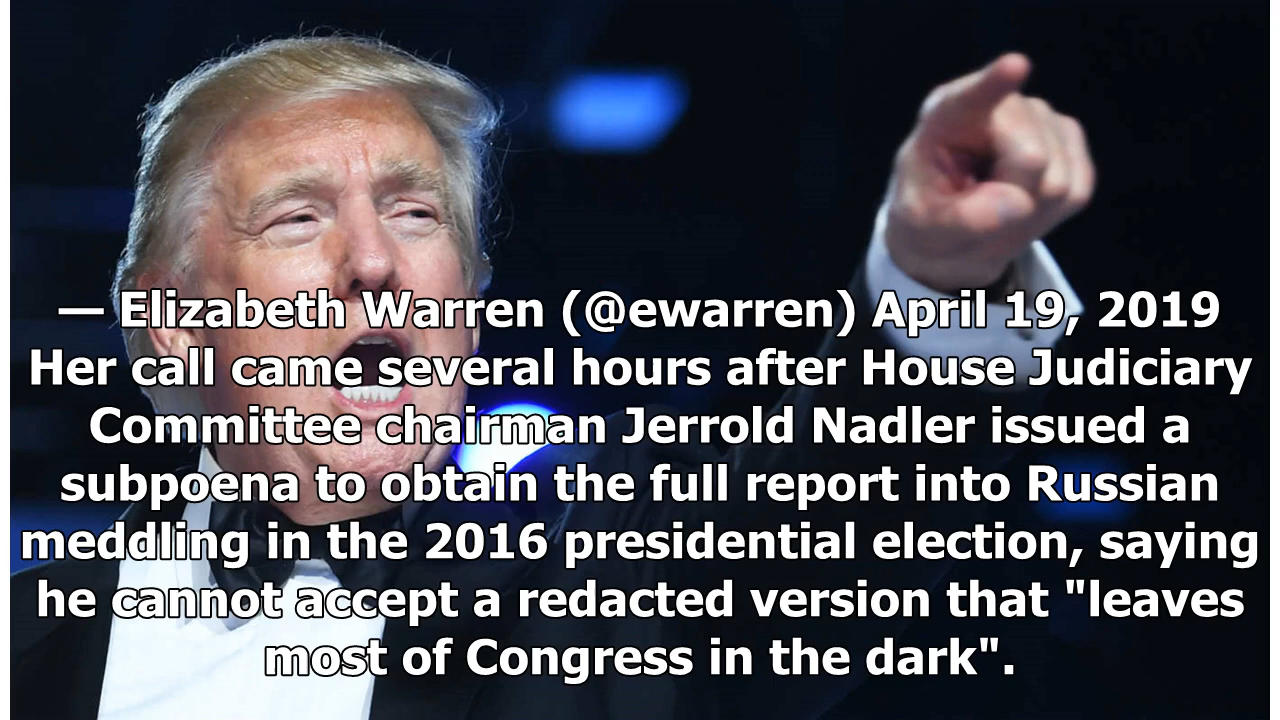 — Elizabeth Warren (@ewarren) April 19, 2019
Her call came several hours after House Judiciary
Committee chairman Jerrold Nadler issued a
subpoena to obtain the full report into Russian
meddling in the 2016 presidential election, saying
he cannot accept a redacted version that "leaves
most of Congress in the dark".